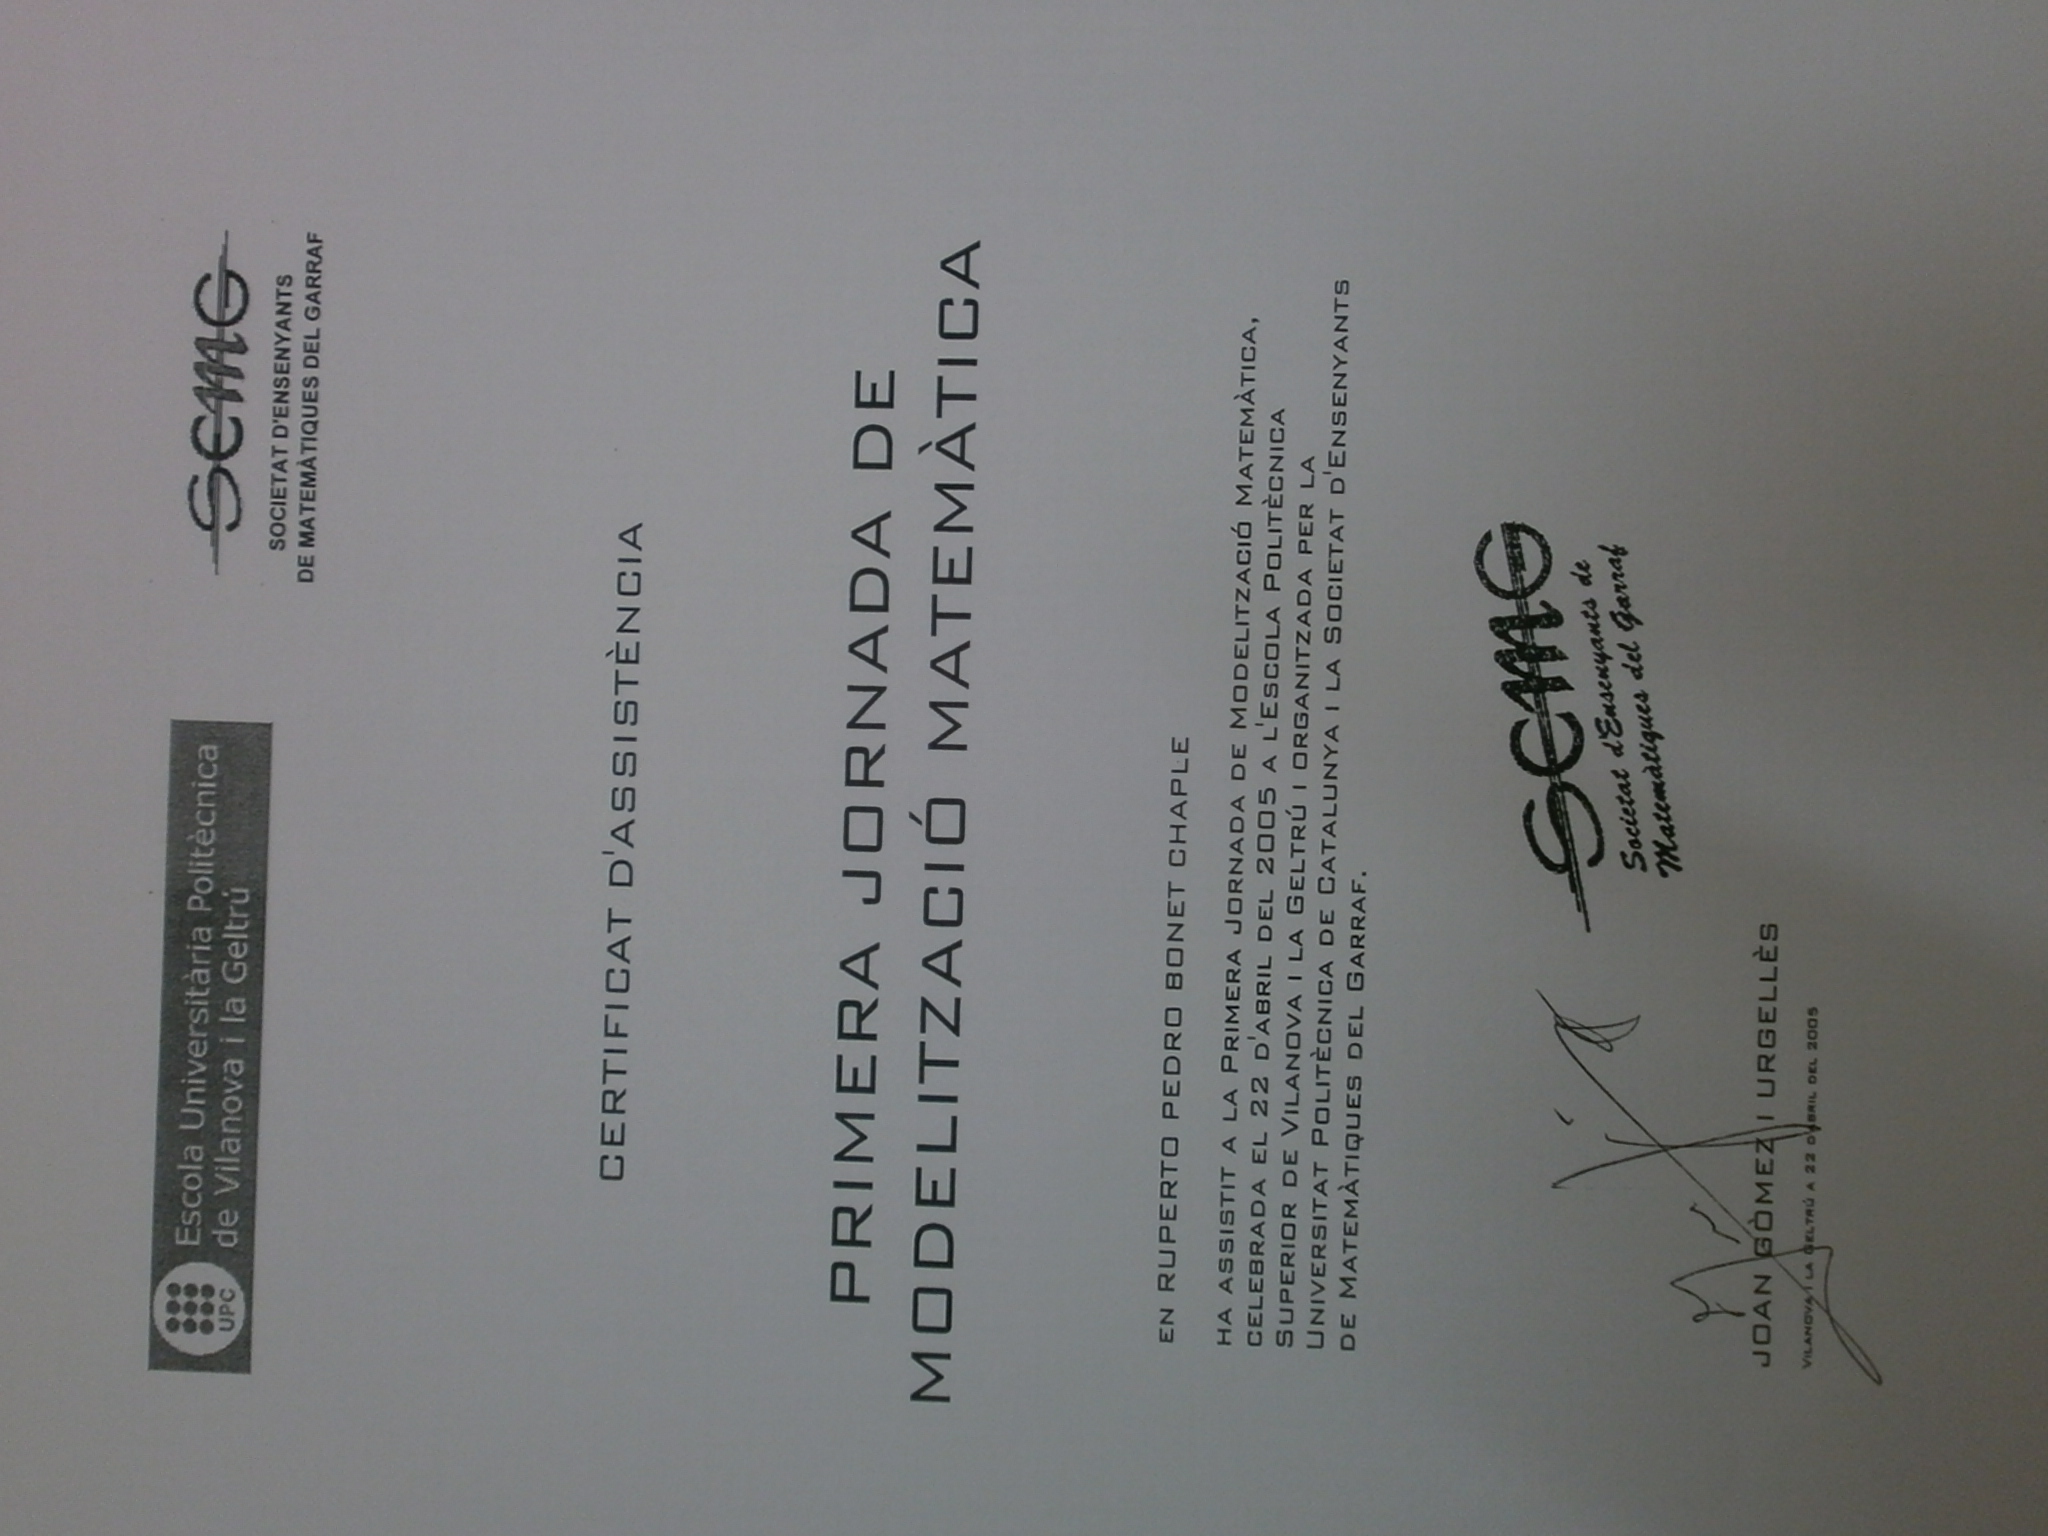 UPC
Escola Universitària Politècnica
de Vilanova i la Geltrú
SEMG
SOCIETAT D'ENSENYANTS
DE MATEMÀTIQUES DEL GARRAF
CERTIFICAT D'ASSISTÈNCIA
PRIMERA JORNADA DE
MODELITZACIÓ MATEMÀTICA
EN RUPERTO PEDRO BONET CHAPLE
HA ASSISTIT A LA PRIMERA JORNADA DE MODELITZACIÓ MATEMÀTICA,
CELEBRADA EL 22 D'ABRIL DEL 2005 A L'ESCOLA POLITÈCNICA
SUPERIOR DE VILANOVA I LA GELTRÚ I ORGANITZADA PER LA
UNIVERSITAT POLITÈCNICA DE CATALUNYA I LA SOCIETAT D'ENSENYANTS
DE MATEMÀTIQUES DEL GARRAF.
SEMG
Societat d'Ensenyants de
Matemàtiques del Garraf
JOAN GÒMEZ I URGELLÈS
VILANOVA I LA GELTRÚ A 22 D'ABRIL DEL 2005